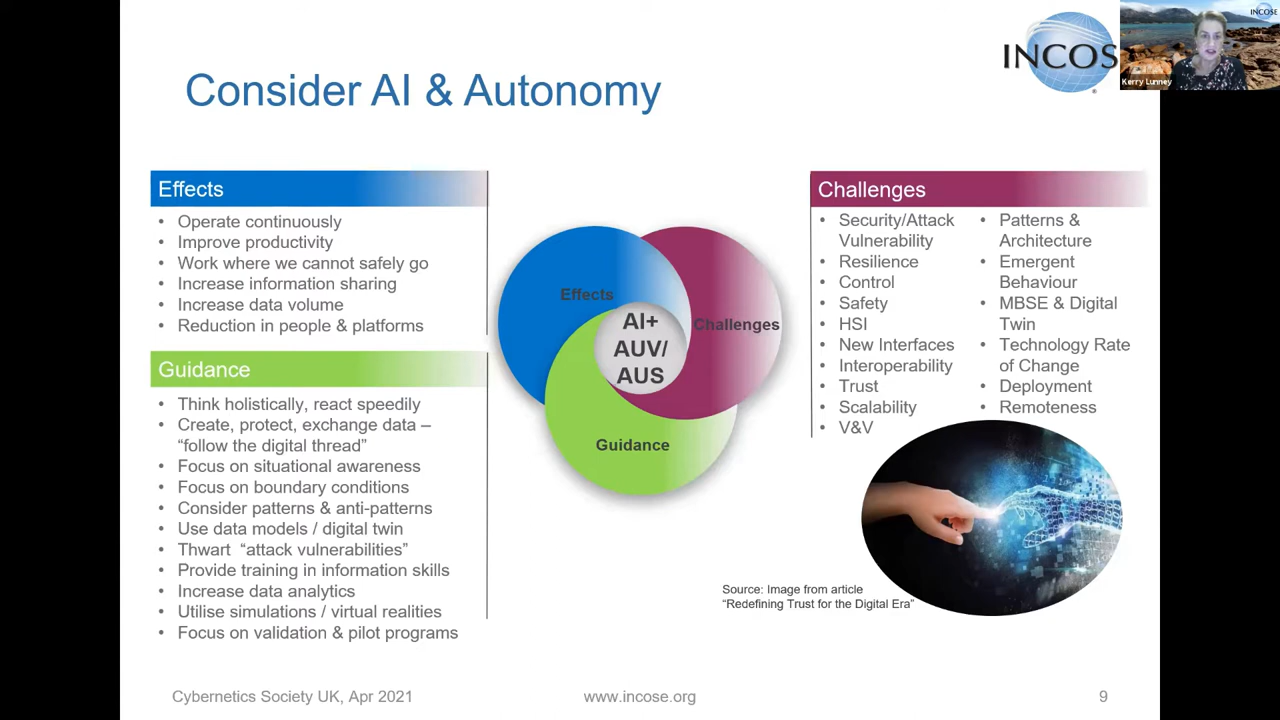 Consider AI & Autonomy
INCOS
INCOSE
Kerry Lunney
Effects
• Operate continuously
• Improve productivity
• Work where we cannot safely go
• Increase information sharing
• Increase data volume
• Reduction in people & platforms
Guidance
• Think holistically, react speedily
• Create, protect, exchange data –
“follow the digital thread”
• Focus on situational awareness
• Focus on boundary conditions
• Consider patterns & anti-patterns
• Use data models / digital twin
• Thwart “attack vulnerabilities”
• Provide training in information skills
• Increase data analytics
• Utilise simulations / virtual realities
• Focus on validation & pilot programs
Effects
Challenges
AI+
AUV/
AUS
Guidance
Challenges
• Security/Attack
Vulnerability
• Resilience
• Control
• Safety
• HSI
• New Interfaces
• Interoperability
• Trust
• Scalability
• V&V
• Patterns &
Architecture
• Emergent
Behaviour
• MBSE & Digital
Twin
• Technology Rate
of Change
• Deployment
• Remoteness
Source: Image from article
“Redefining Trust for the Digital Era”
Cybernetics Society UK, Apr 2021
www.incose.org
9